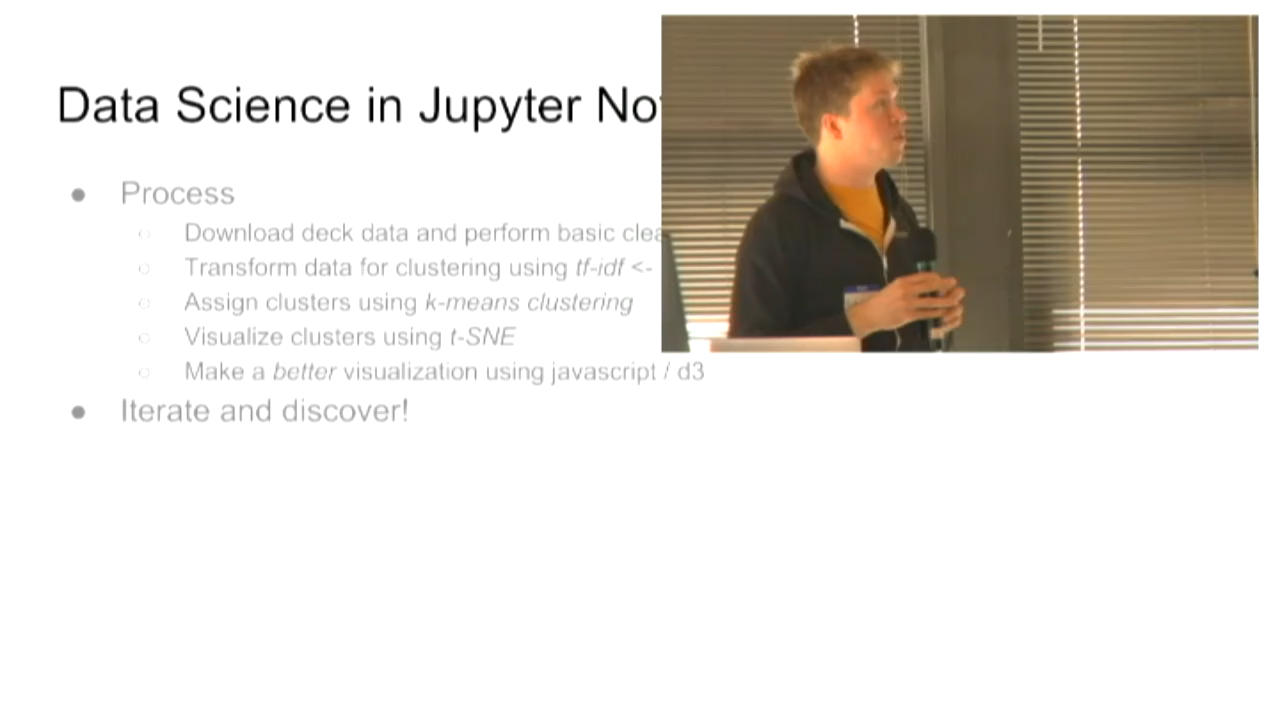 Data Science in Jupyter No
Process
Download deck data and perform basic clea
Transform data for clustering using tf-idf <-
Assign clusters using k-means clustering
Visualize clusters using t-SNE
Make a better visualization using javascript / d3
Iterate and discover!